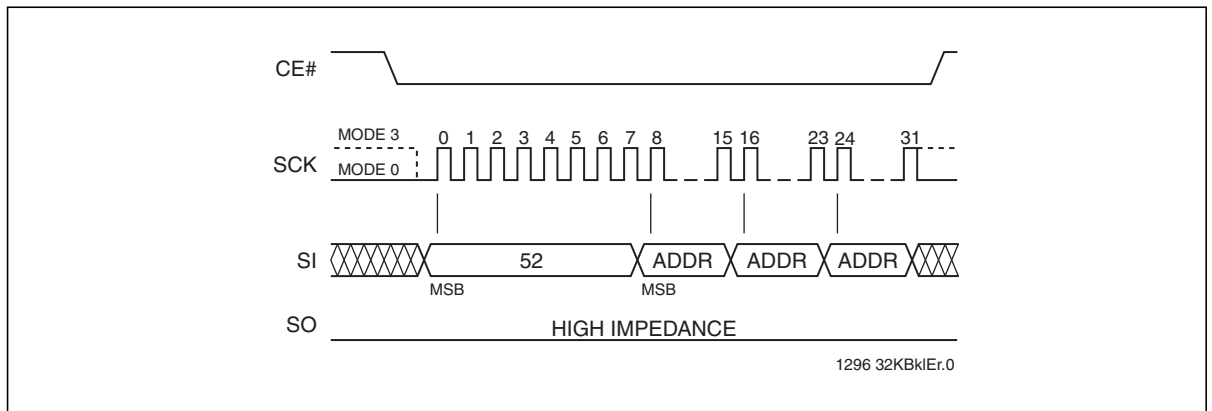 CE#
MODE 3
0 1 2 3 4 5 6 7 8 15 16 23 24 31
SCK
MODE 0
SI
52 ADDR ADDR ADDR
MSB MSB
SO
HIGH IMPEDANCE
1296 32KBklEr.0